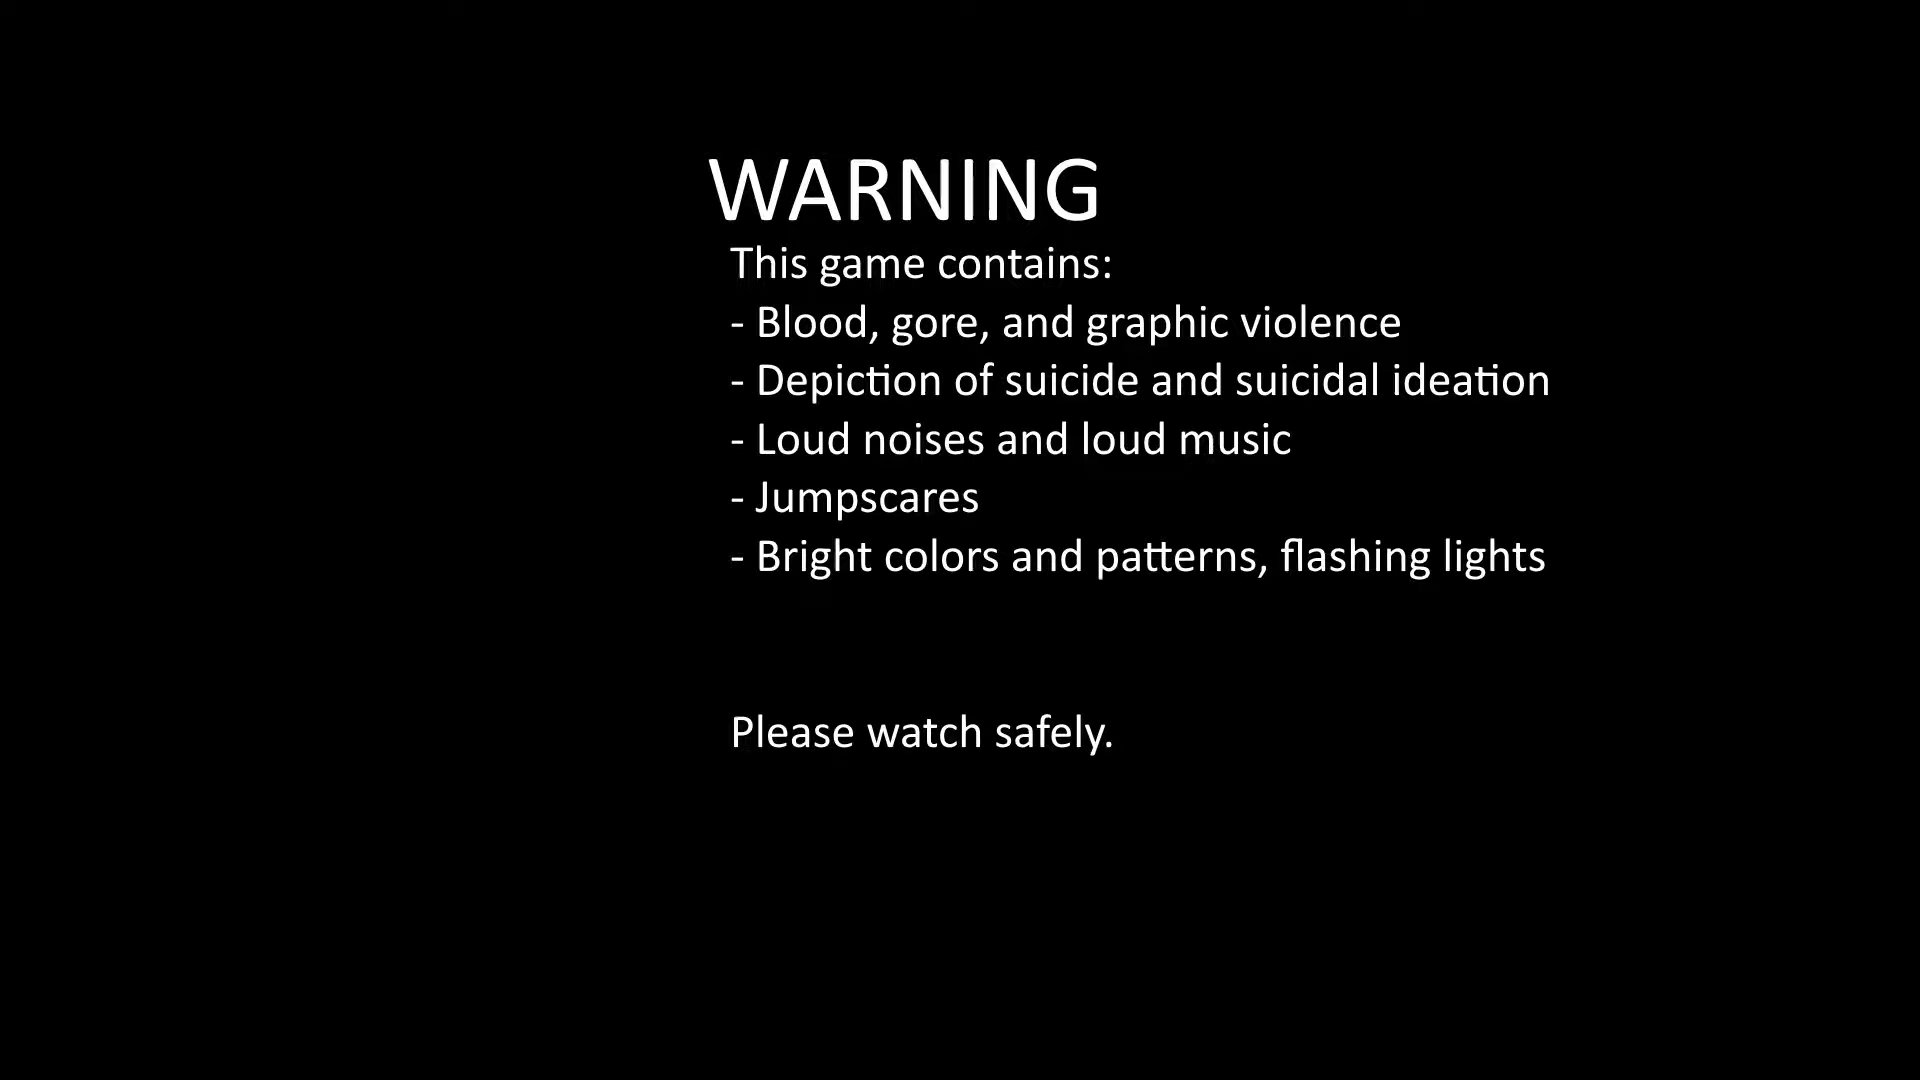 WARNING
This game contains:
- Blood, gore, and graphic violence
- Depiction of suicide and suicidal ideation
- Loud noises and loud music
- Jumpscares
- Bright colors and patterns, flashing lights
Please watch safely.